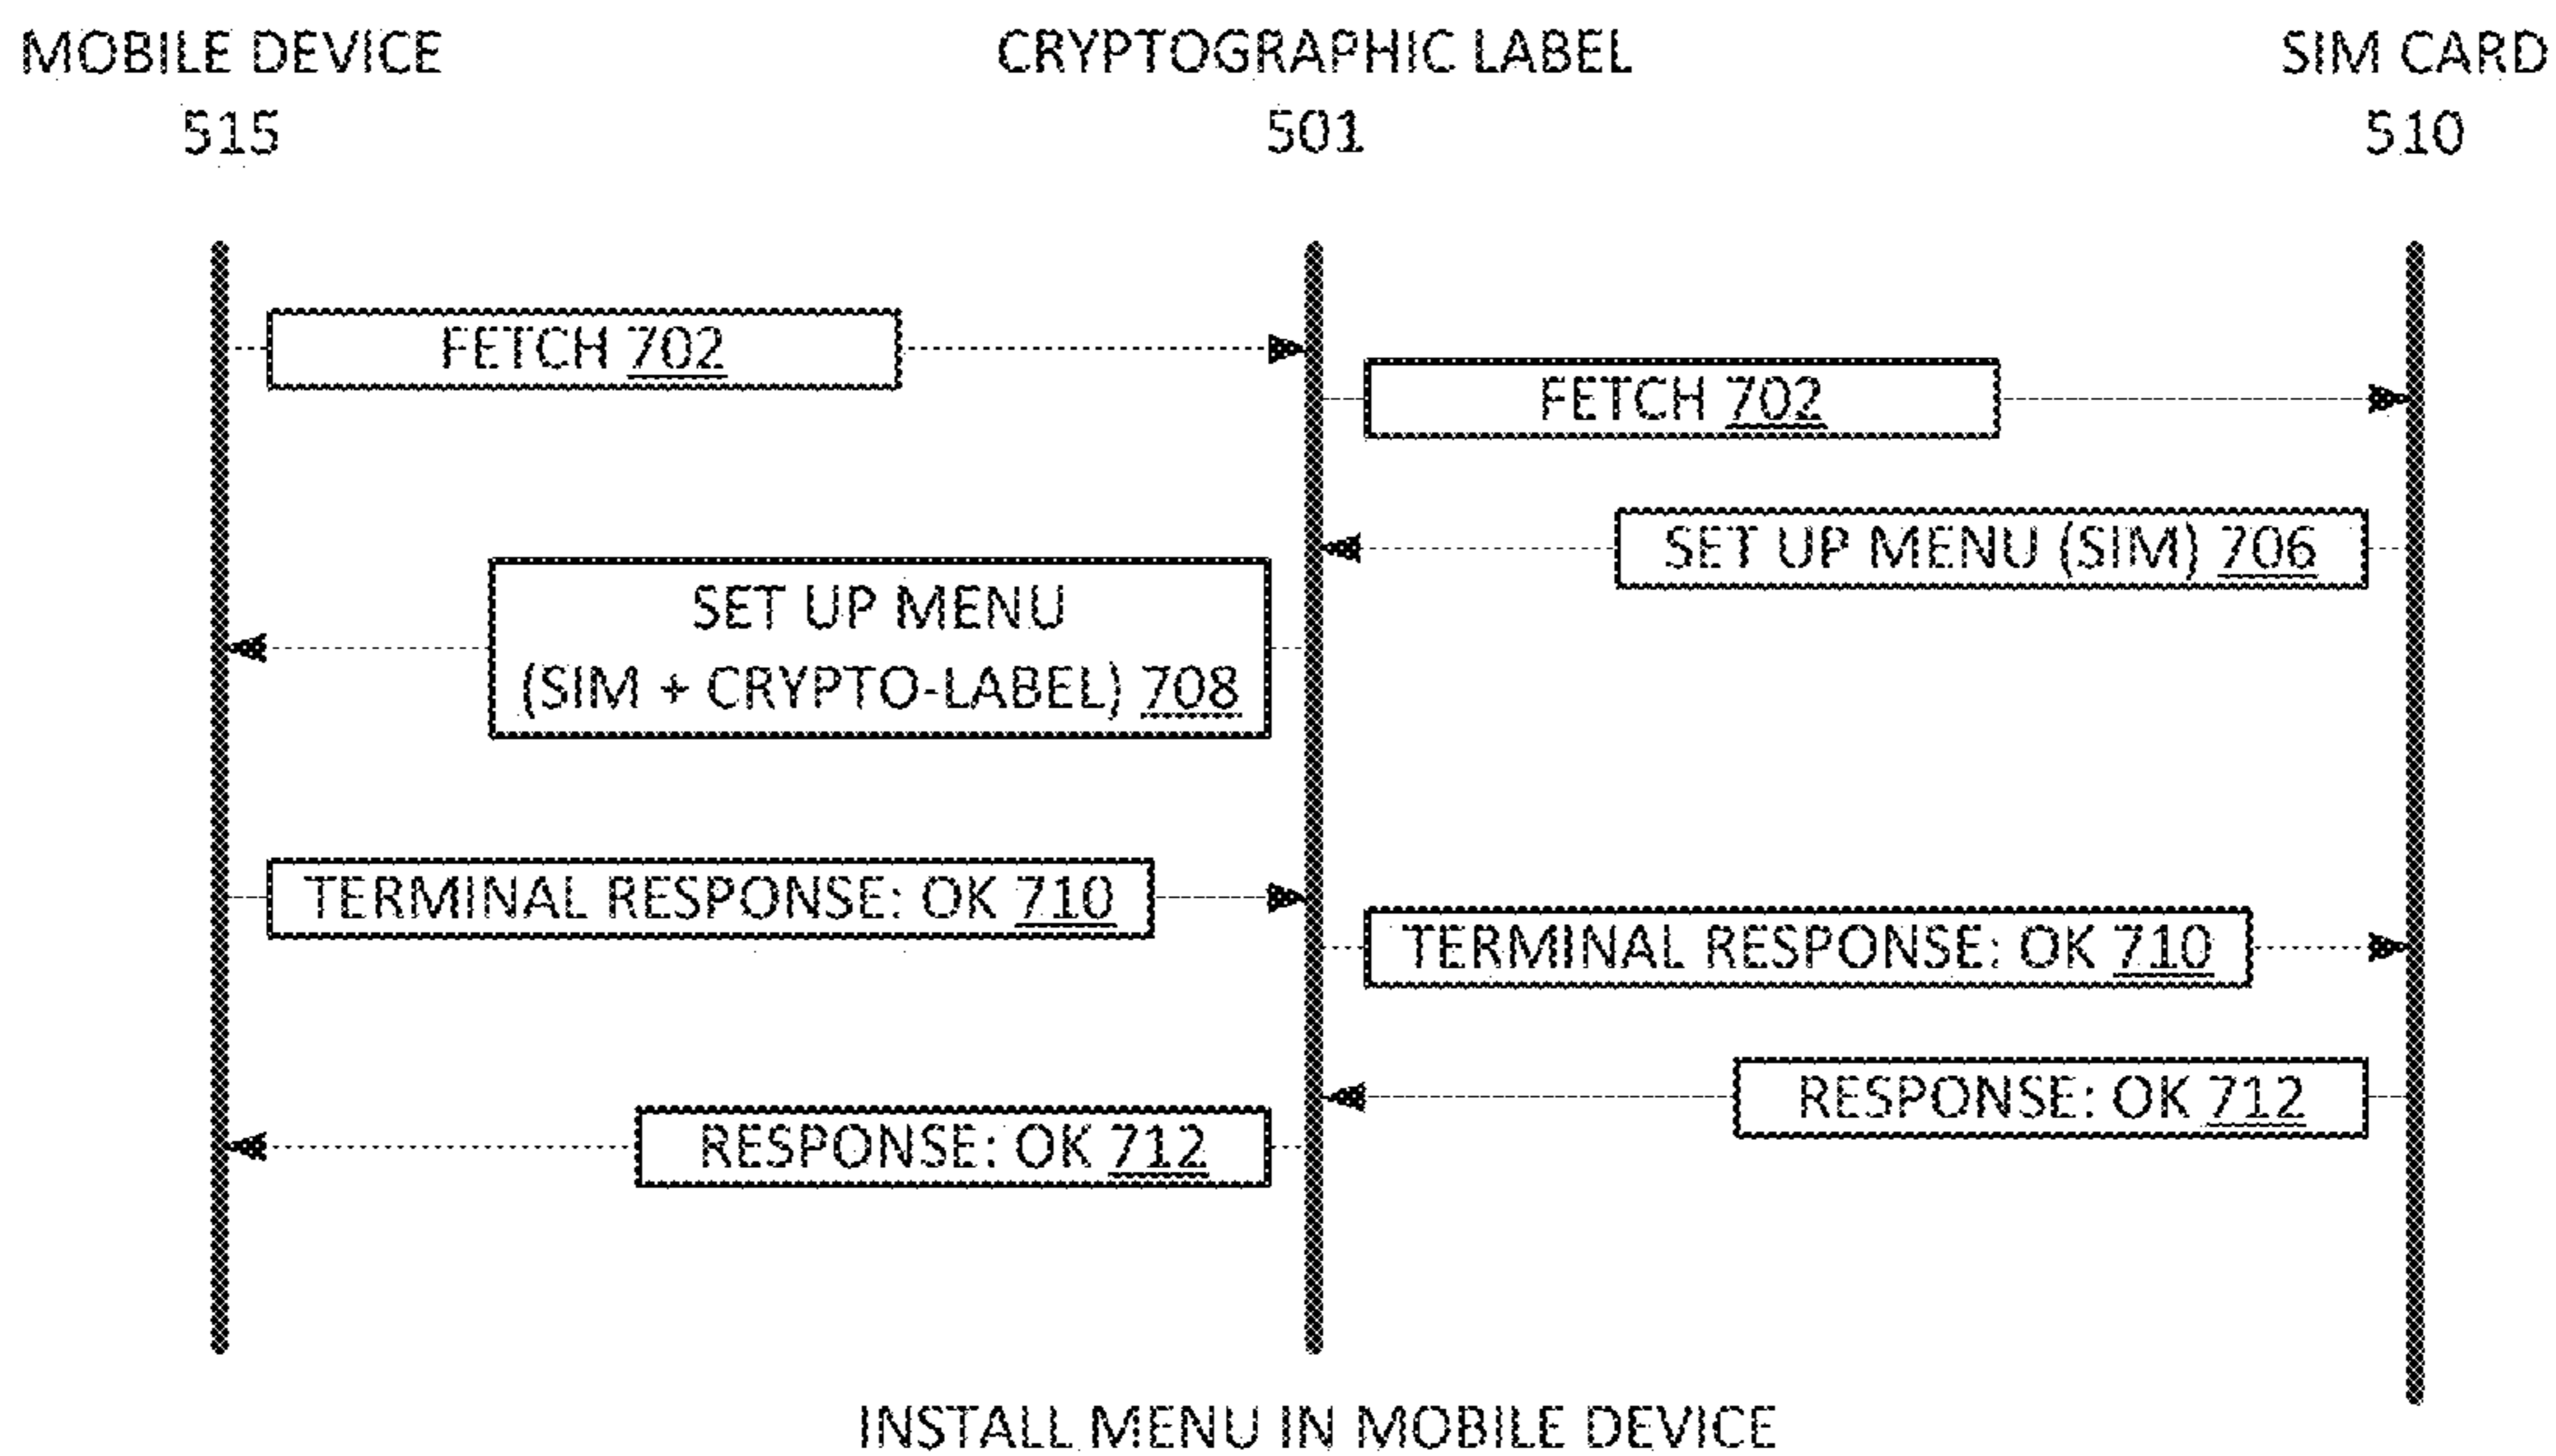 MOBILE DEVICE
515
CRYPTOGRAPHIC LABEL
501
SIM CARD
510
FETCH 702
FETCH 702
SET UP MENU (SIM) 706
SET UP MENU
(SIM + CRYPTO-LABEL) 708
TERMINAL RESPONSE: OK 710
TERMINAL RESPONSE: OK 710
RESPONSE: OK 712
RESPONSE: OK 712
INSTALL MENU IN MOBILE DEVICE